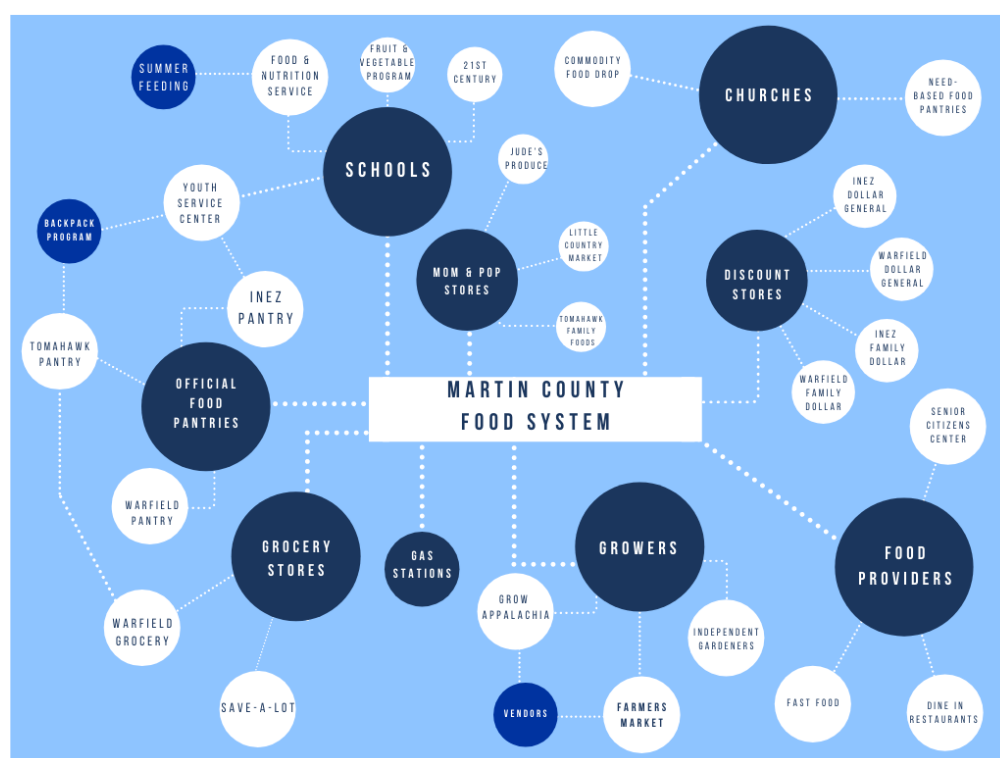 SUMMER
FEEDING
FOOD &
NUTRITION
SERVICE
FRUIT &
VEGETABLE
PROGRAM
21ST
CENTURY
COMMODITY
FOOD DROP
CHURCHES
NEED-
BASED FOOD
PANTRIES
SCHOOLS
JUDE'S
PRODUCE
YOUTH
SERVICE
CENTER
BACKPACK
PROGRAM
INEZ
DOLLAR
GENERAL
LITTLE
COUNTRY
MARKET
MOM & POP
STORES
DISCOUNT
STORES
WARFIELD
DOLLAR
GENERAL
INEZ
PANTRY
TOMAHAWK
FAMILY
FOODS
TOMAHAWK
PANTRY
INEZ
FAMILY
DOLLAR
OFFICIAL
FOOD
PANTRIES
MARTIN COUNTY
FOOD SYSTEM
WARFIELD
FAMILY
DOLLAR
SENIOR
CITIZENS
CENTER
WARFIELD
PANTRY
GROCERY
STORES
GAS
STATIONS
GROWERS
FOOD
PROVIDERS
WARFIELD
GROCERY
GROW
APPALACHIA
INDEPENDENT
GARDENERS
SAVE-A-LOT
VENDORS
FARMERS
MARKET
FAST FOOD
DINE IN
RESTAURANTS